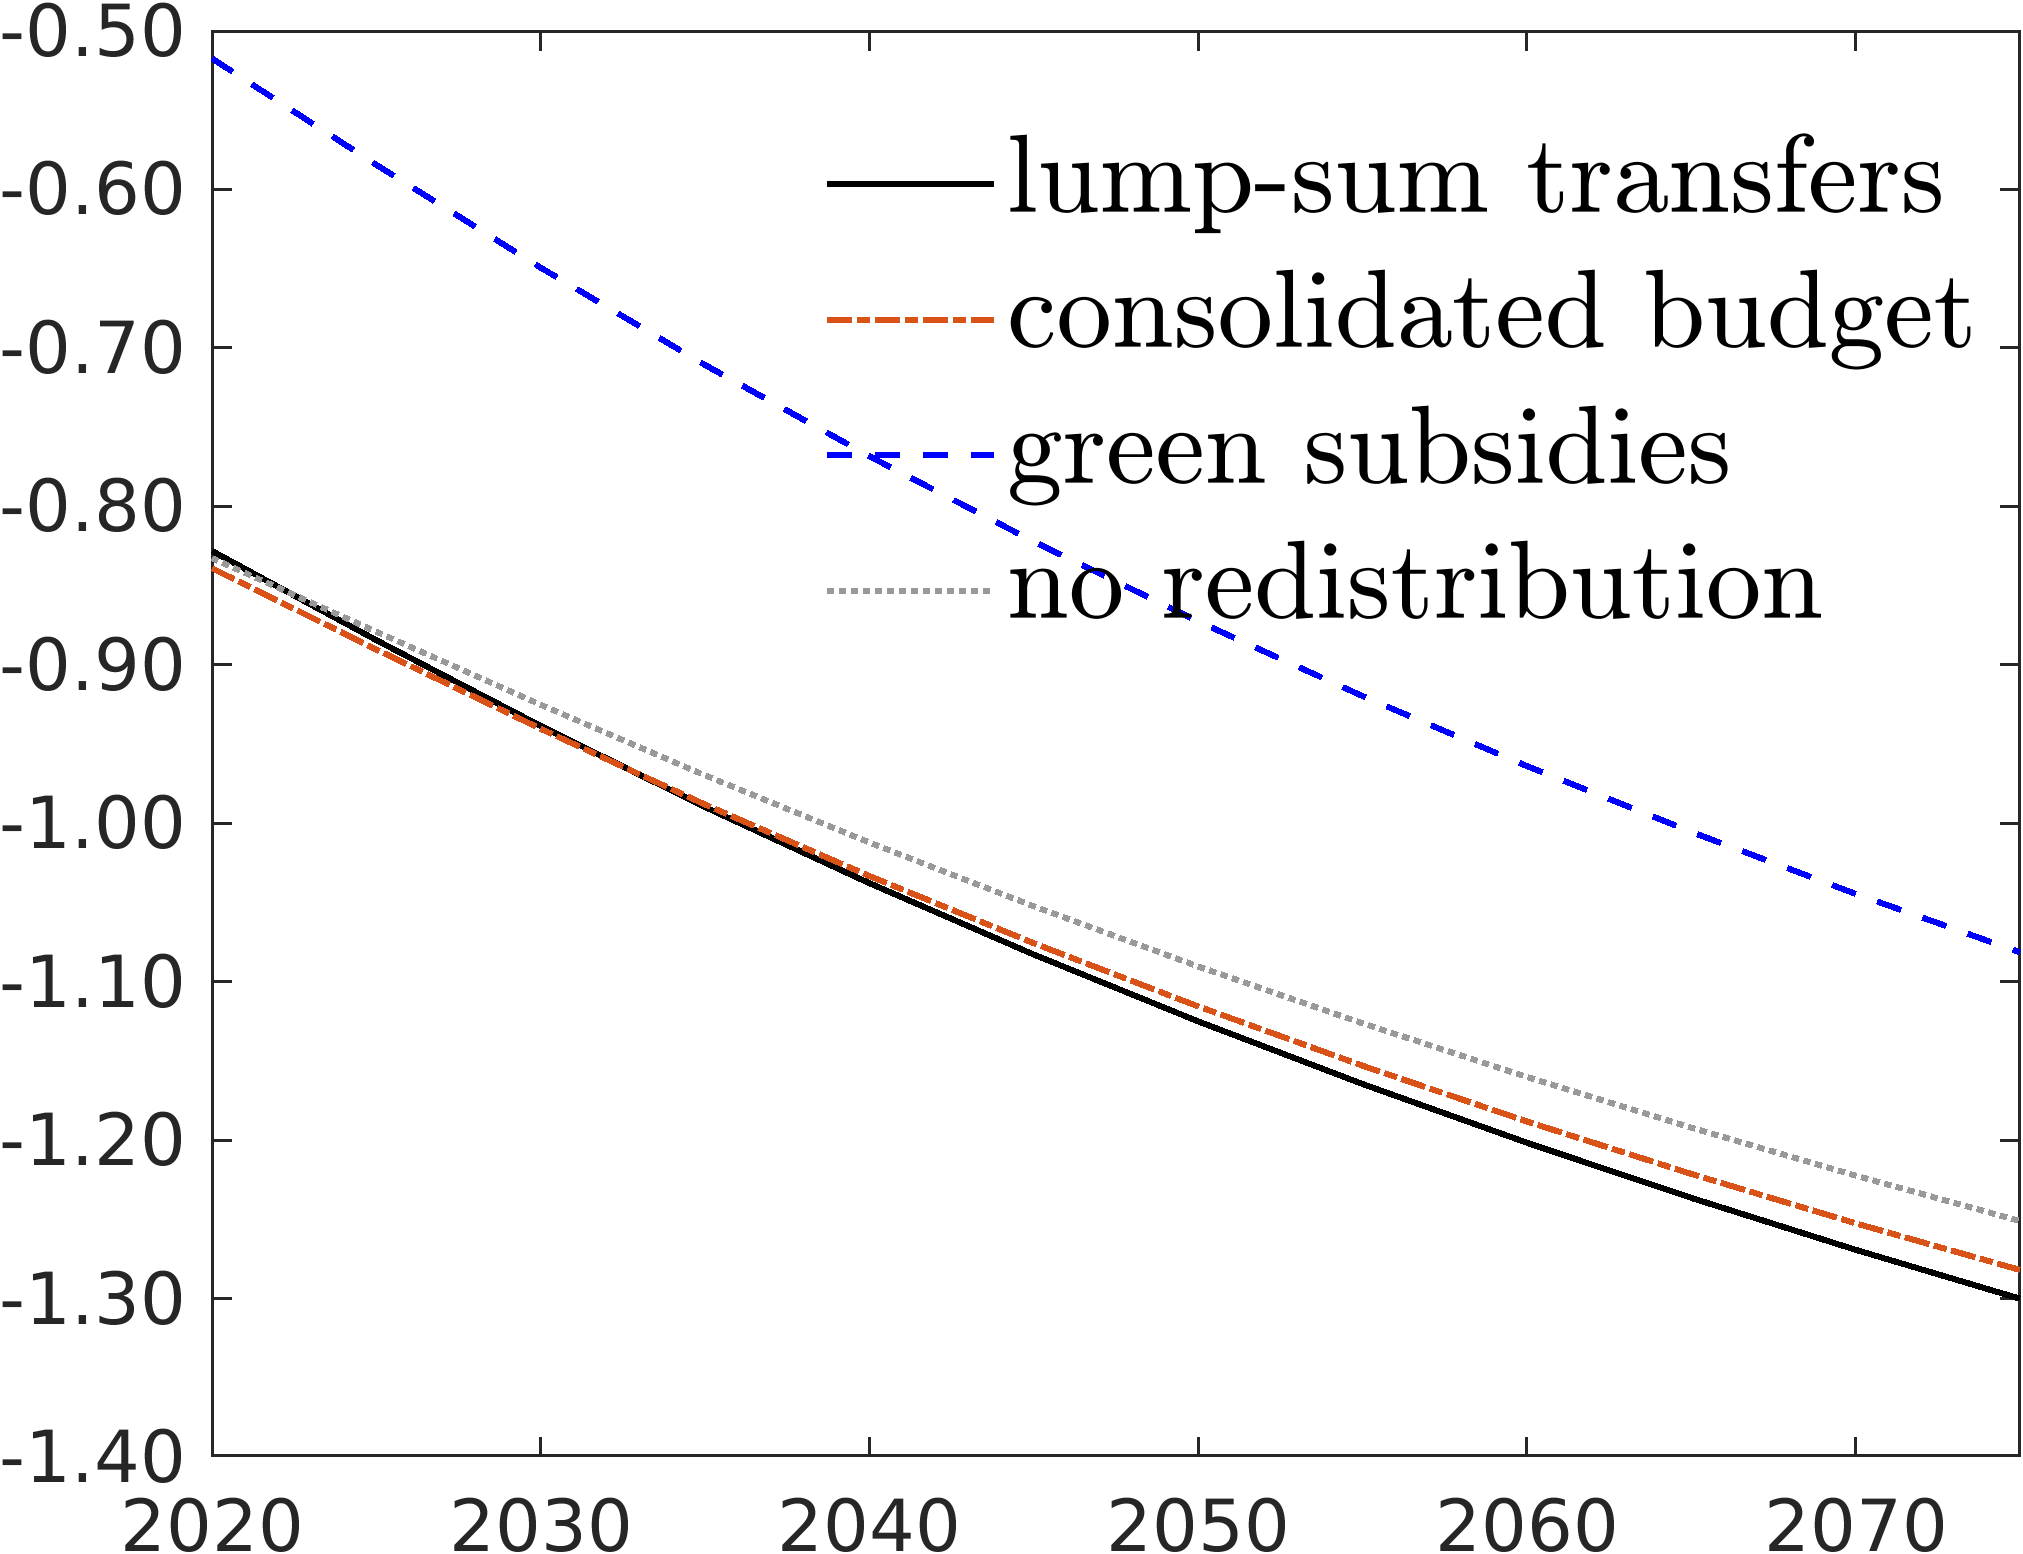 -0.50
-0.60
-0.70
-0.80
-0.90
-1.00
-1.10
-1.20
-1.30
-1.40
lump-sum transfers
consolidated budget
green subsidies
no redistribution
2020 2030 2040 2050 2060 2070